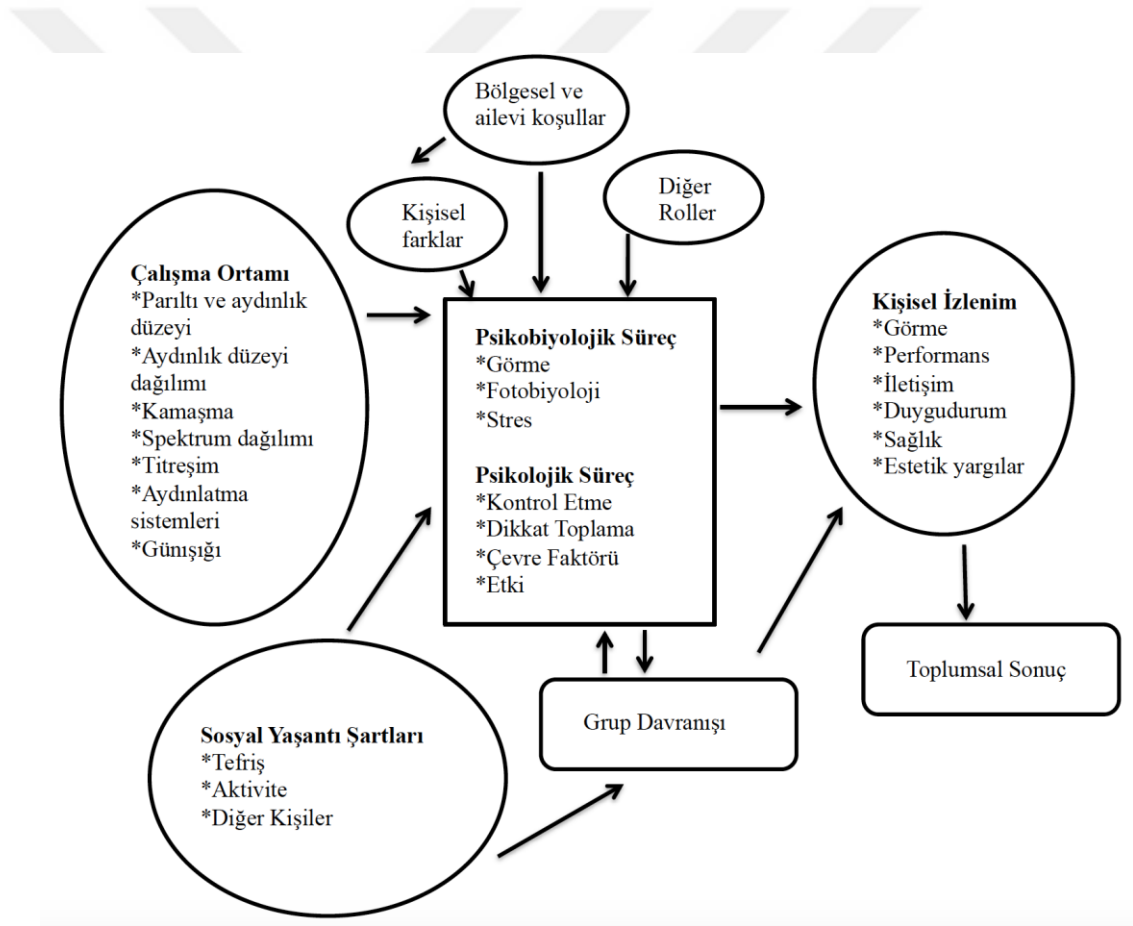 Bölgesel ve
ailevi koşullar
Kişisel
farklar
Diğer
Roller
Çalışma Ortamı
*Parıltı ve aydınlık
düzeyi
*Aydınlık düzeyi
dağılımı
*Kamaşma
*Spektrum dağılımı
*Titreşim
*Aydınlatma
sistemleri
*Günışığı
Psikobiyolojik Süreç
*Görme
*Fotobiyoloji
*Stres
Psikolojik Süreç
*Kontrol Etme
*Dikkat Toplama
*Çevre Faktörü
*Etki
Kişisel İzlenim
*Görme
*Performans
*İletişim
*Duygudurum
*Sağlık
*Estetik yargılar
Toplumsal Sonuç
Grup Davranışı
Sosyal Yaşantı Şartları
*Tefriş
*Aktivite
*Diğer Kişiler